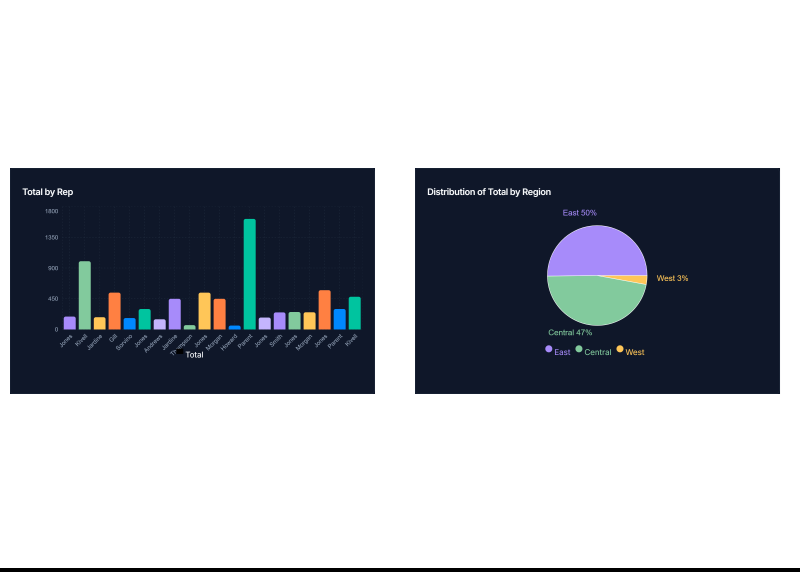 Total by Rep
1800
1350
900
450
0
Jones
Kivell
Jardine
Gill
Sorvino
Jones
Andrews
Jardine
Thompson
Jones
Morgan
Howard
Parent
Jones
Smith
Jones
Morgan
Jones
Parent
Kivell
Total
Distribution of Total by Region
East 50%
West 3%
Central 47%
East Central West